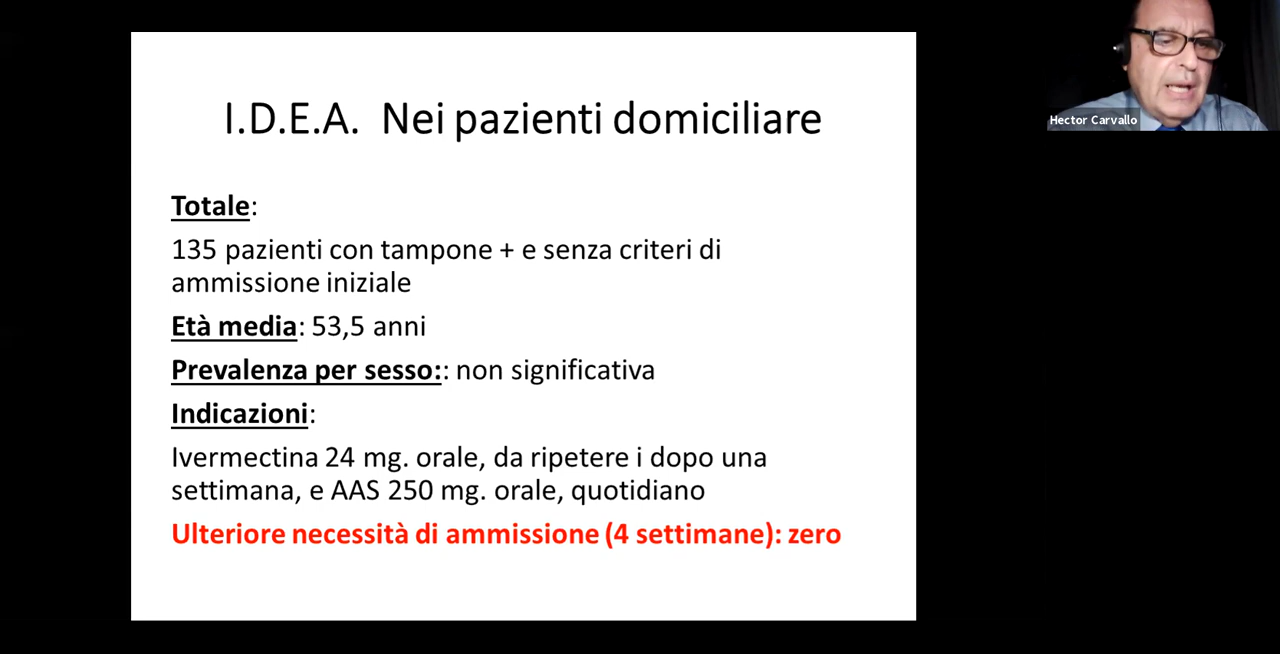 I.D.E.A. Nei pazienti domiciliare
Hector Carvallo
Totale:
135 pazienti con tampone + e senza criteri di
ammissione iniziale
Età media: 53,5 anni
Prevalenza per sesso:: non significativa
Indicazioni:
Ivermectina 24 mg. orale, da ripetere i dopo una
settimana, e AAS 250 mg. orale, quotidiano
Ulteriore necessità di ammissione (4 settimane): zero